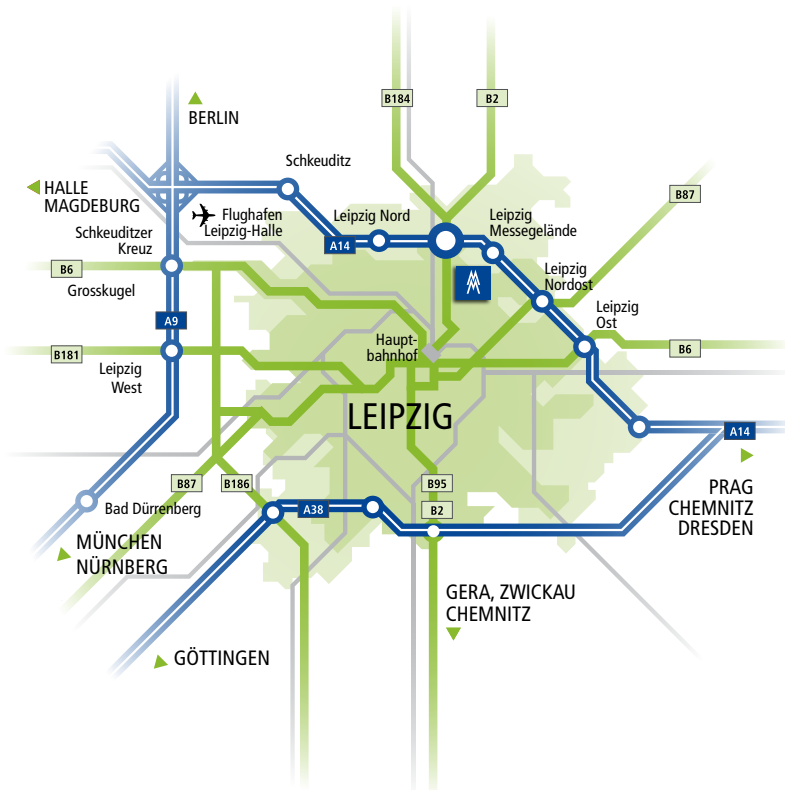 B184
B2
BERLIN
Schkeuditz
B87
HALLE
MAGDEBURG
Flughafen
Leipzig-Halle
Leipzig Nord
Leipzig
Messegelände
Schkeuditzer
Kreuz
A14
B6
Grosskugel
Leipzig
Nordost
A9
Leipzig
Ost
Haupt-
bahnhof
B181
B6
Leipzig
West
LEIPZIG
A14
B87
B186
B95
PRAG
CHEMNITZ
DRESDEN
Bad Dürrenberg
A38
B2
MÜNCHEN
NÜRNBERG
GERA, ZWICKAU
CHEMNITZ
GÖTTINGEN